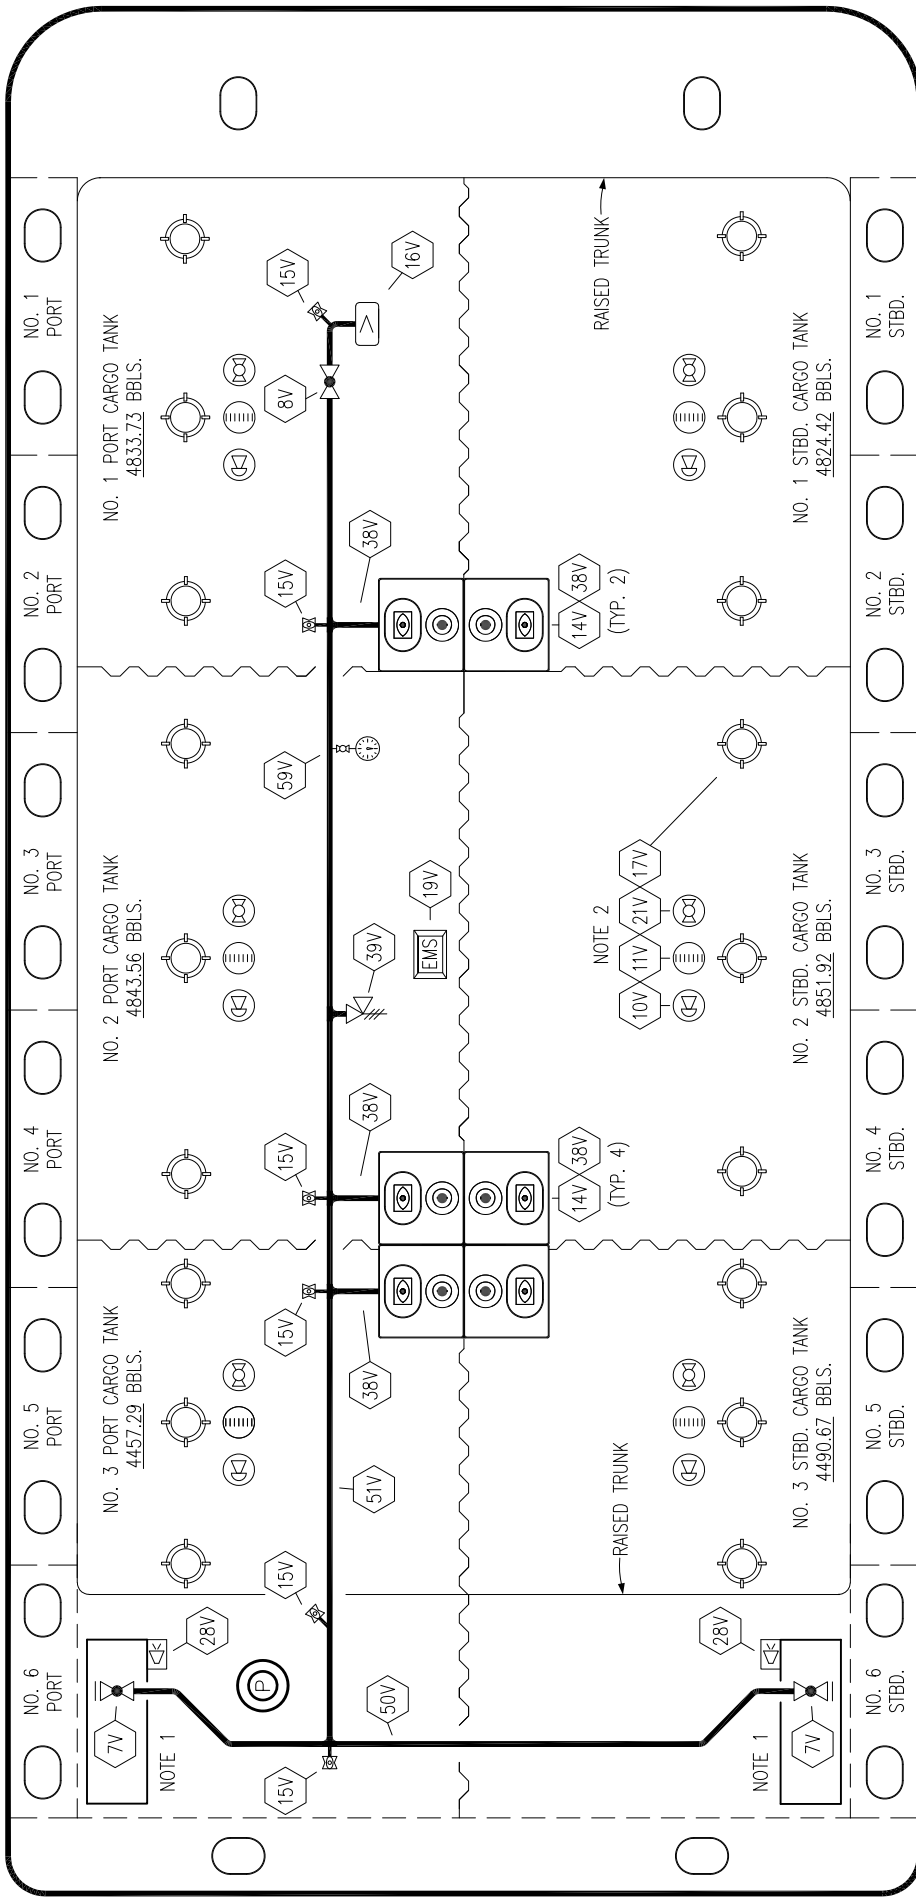 NO. 1
PORT
NO. 2
PORT
NO. 3
PORT
NO. 4
PORT
NO. 5
PORT
NO. 6
PORT
NO. 1 PORT CARGO TANK
4833.73 BBLS.
15V
16V
8V
38V
15V
RAISED TRUNK
NO. 1 STBD. CARGO TANK
4824.42 BBLS.
14V
38V
(TYP. 2)
NO. 2 PORT CARGO TANK
4843.56 BBLS.
59V
19V
EMS
39V
38V
15V
NOTE 2
10V
11V
21V
17V
NO. 2 STBD. CARGO TANK
4851.92 BBLS.
14V
38V
(TYP. 4)
NO. 3 PORT CARGO TANK
4457.29 BBLS.
15V
38V
51V
15V
RAISED TRUNK
NO. 3 STBD. CARGO TANK
4490.67 BBLS.
28V
P
7V
NOTE 1
50V
15V
28V
7V
NOTE 1
NO. 1
STBD.
NO. 2
STBD.
NO. 3
STBD.
NO. 4
STBD.
NO. 5
STBD.
NO. 6
STBD.